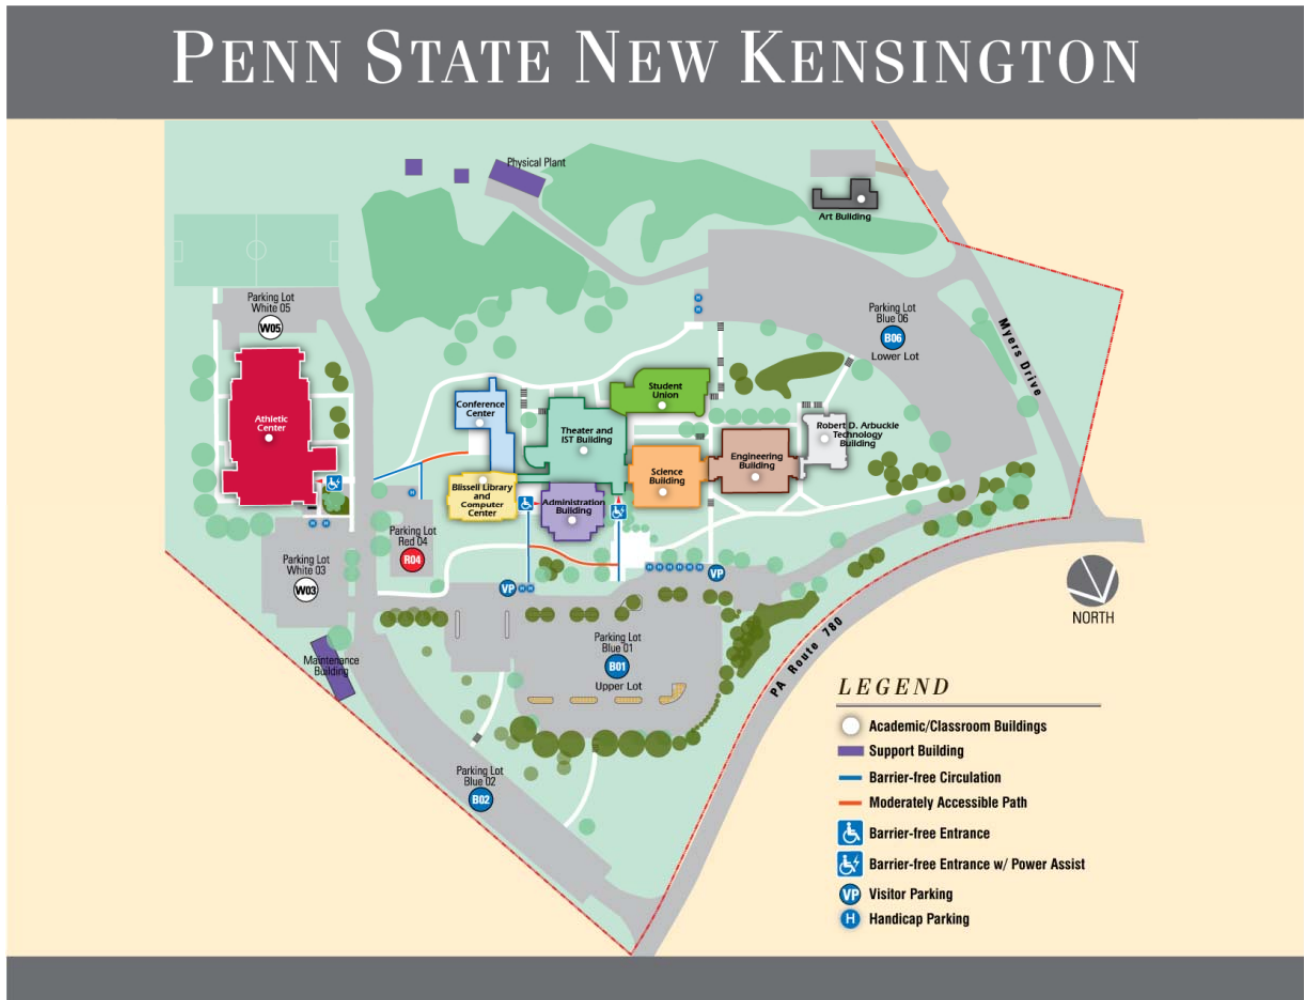 PENN STATE NEW KENSINGTON
Physical Plant
Art Building
Parking Lot
White 05
W05
Parking Lot
Blue 06
B06
Lower Lot
Myers Drive
Athletic
Center
Conference
Center
Theater and
IST Building
Student
Union
Robert D. Arbuckle
Technology
Building
Engineering
Building
Science
Building
Blissell Library
and
Computer
Center
Administration
Building
H
H
H
H
H
H H H H H H
VP
VP
H H
Parking Lot
Red 04
R04
Parking Lot
White 03
W03
Maintenance
Building
Parking Lot
Blue 01
B01
Upper Lot
PA Route 780
Parking Lot
Blue 02
B02
NORTH
LEGEND
Academic/Classroom Buildings
Support Building
Barrier-free Circulation
Moderately Accessible Path
Barrier-free Entrance
Barrier-free Entrance w/ Power Assist
VP Visitor Parking
H Handicap Parking